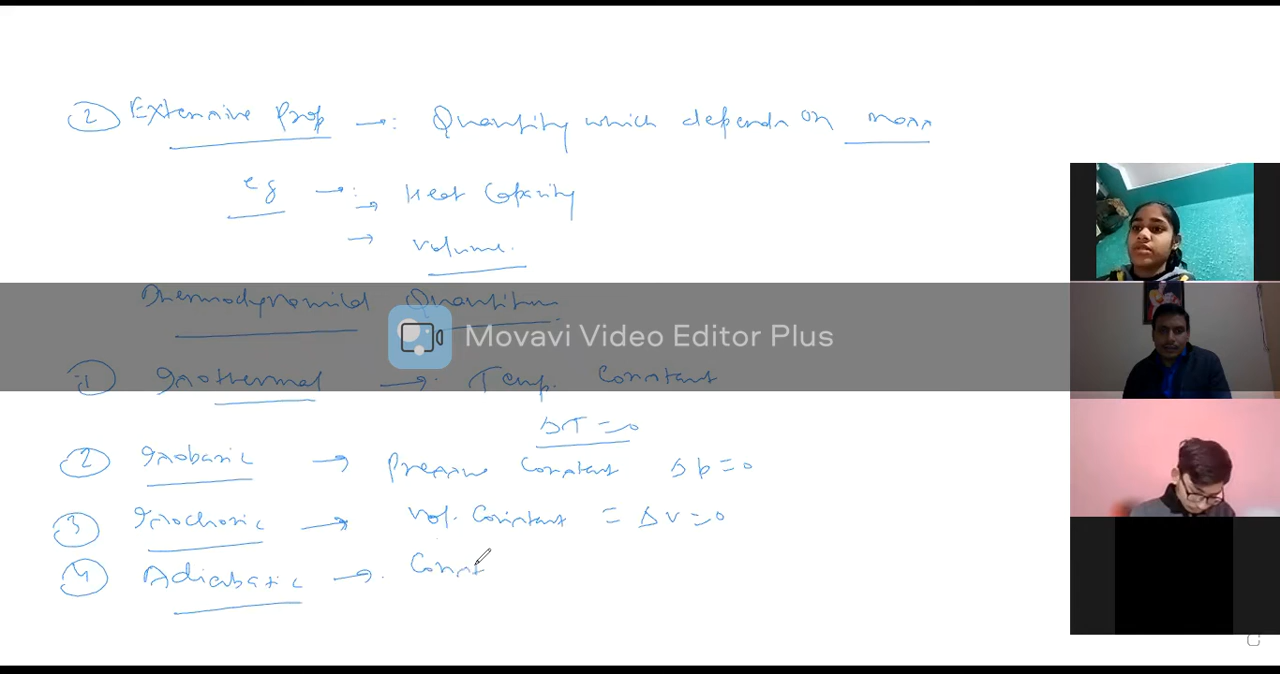 ② Extensive Prop →: Quantity which depends on mass
eg →: → Heat Capacity
→ Volume.
Thermodynamical Quantities
Movavi Video Editor Plus
① Isothermal → Temp. Constant
ΔT = 0
② Isobaric → Pressure Constant Δp = 0
③ Isochoric → Vol. Constant = ΔV = 0
④ Adiabatic → Const